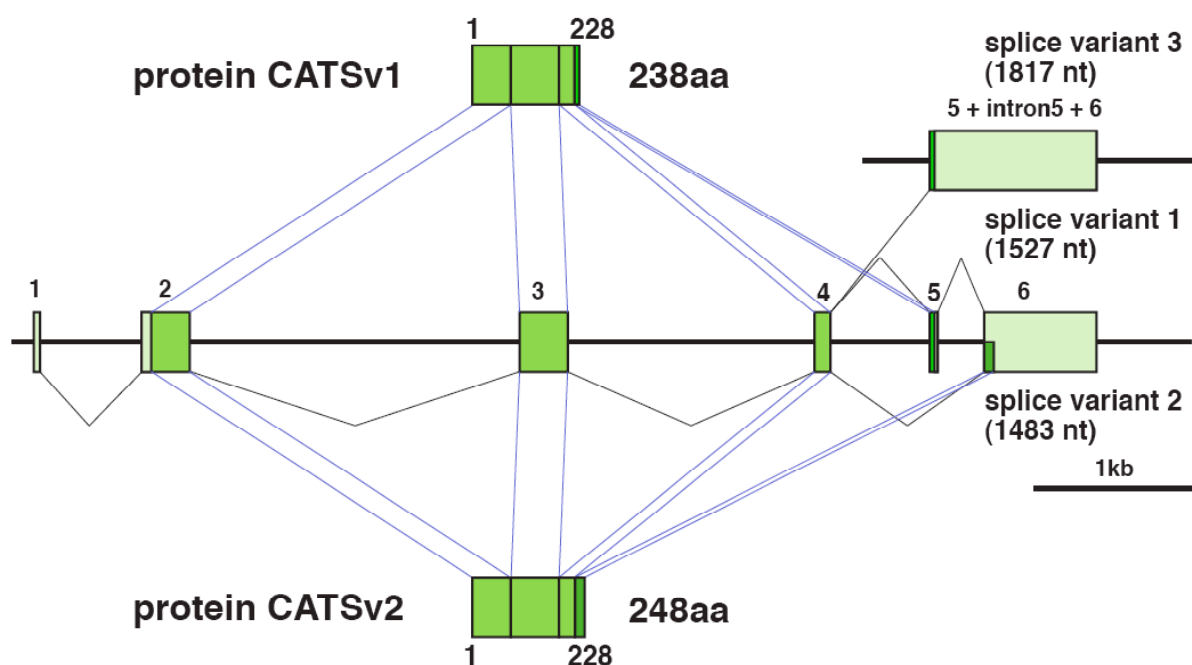 1 228
protein CATSv1 238aa
splice variant 3
(1817 nt)
5 + intron5 + 6
splice variant 1
(1527 nt)
1 2 3 4 5 6
splice variant 2
(1483 nt)
1kb
protein CATSv2 248aa
1 228